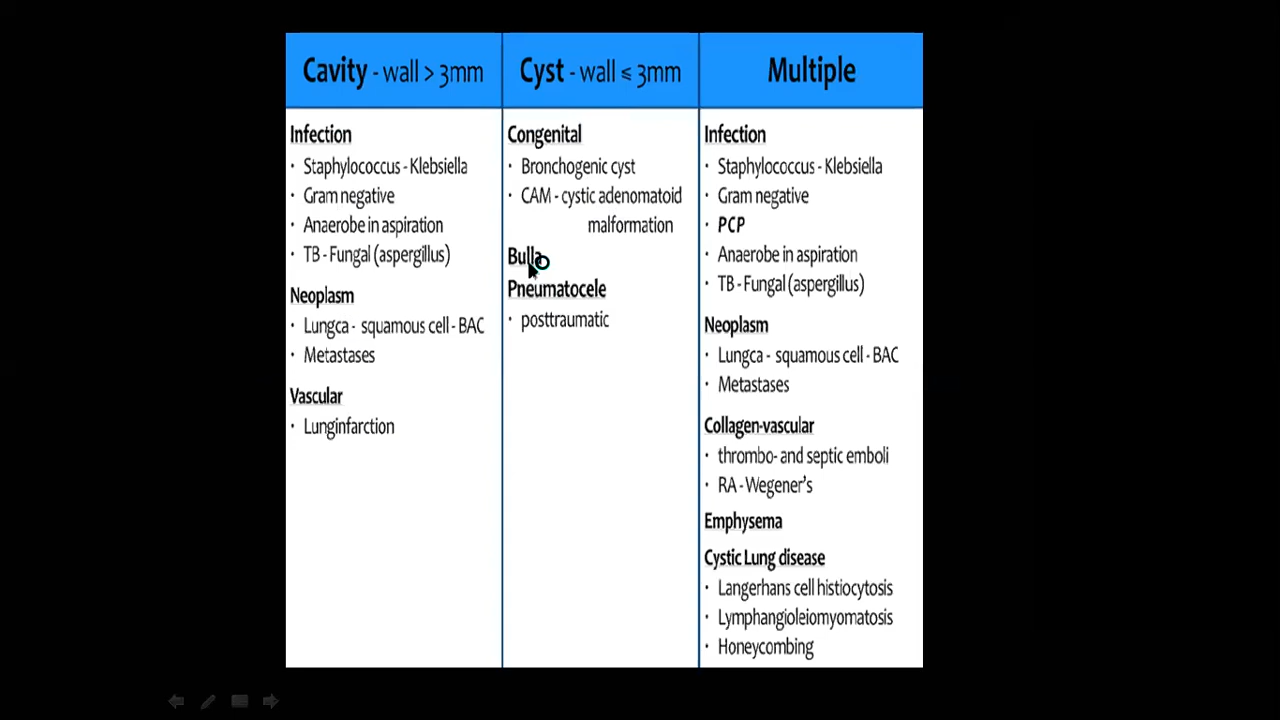 Cavity - wall > 3mm
Infection
· Staphylococcus - Klebsiella
· Gram negative
· Anaerobe in aspiration
· TB - Fungal (aspergillus)
Neoplasm
· Lungca - squamous cell - BAC
· Metastases
Vascular
· Lunginfarction
Cyst - wall ⩽ 3mm
Congenital
· Bronchogenic cyst
· CAM - cystic adenomatoid
malformation
Bulla
Pneumatocele
· posttraumatic
Multiple
Infection
· Staphylococcus - Klebsiella
· Gram negative
· PCP
· Anaerobe in aspiration
· TB - Fungal (aspergillus)
Neoplasm
· Lungca - squamous cell - BAC
· Metastases
Collagen-vascular
· thrombo- and septic emboli
· RA - Wegener's
Emphysema
Cystic Lung disease
· Langerhans cell histiocytosis
· Lymphangioleiomyomatosis
· Honeycombing